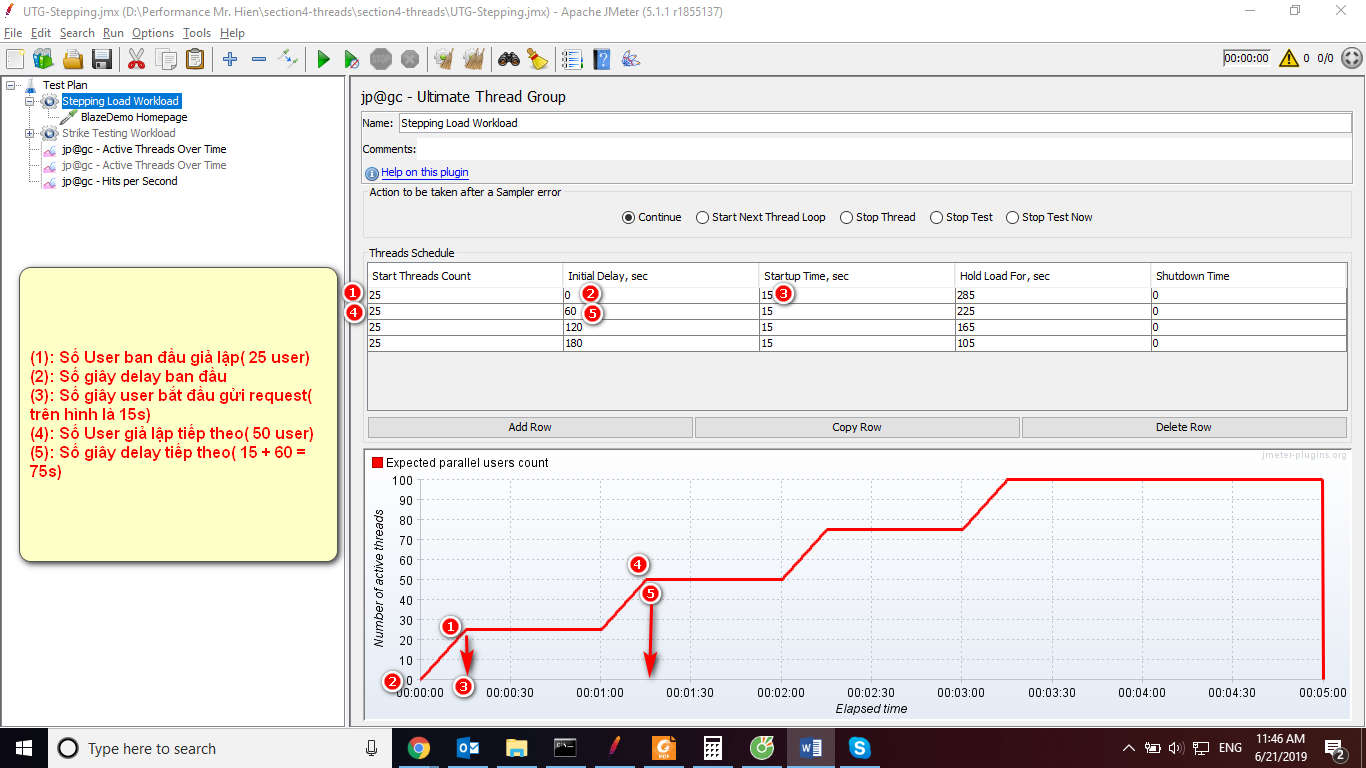 UTG-Stepping.jmx (D:\Performance Mr. Hien\section4-threads\section4-threads\UTG-Stepping.jmx) - Apache JMeter (5.1.1 r1855137)
File Edit Search Run Options Tools Help
STOP
00:00:00 0 0/0
Test Plan
Stepping Load Workload
BlazeDemo Homepage
Strike Testing Workload
jp@gc - Active Threads Over Time
jp@gc - Active Threads Over Time
jp@gc - Hits per Second
(1): Số User ban đầu giả lập( 25 user)
(2): Số giây delay ban đầu
(3): Số giây user bắt đầu gửi request(
trên hình là 15s)
(4): Số User giả lập tiếp theo( 50 user)
(5): Số giây delay tiếp theo( 15 + 60 =
75s)
jp@gc - Ultimate Thread Group
Name: Stepping Load Workload
Comments:
Help on this plugin
Action to be taken after a Sampler error
Continue Start Next Thread Loop Stop Thread Stop Test Stop Test Now
Threads Schedule
Start Threads Count Initial Delay, sec Startup Time, sec Hold Load For, sec Shutdown Time
1 25 0 2 15 3 285 0
4 25 60 5 15 225 0
25 120 15 165 0
25 180 15 105 0
Add Row Copy Row Delete Row
jmeter-plugins.org
Expected parallel users count
100
90
80
70
60
50
40
30
20
10
0
Number of active threads
4
5
1
2
3
00:00:00 00:00:30 00:01:00 00:01:30 00:02:00 00:02:30 00:03:00 00:03:30 00:04:00 00:04:30 00:05:00
Elapsed time
Type here to search
PDF
ENG
11:46 AM
6/21/2019
2